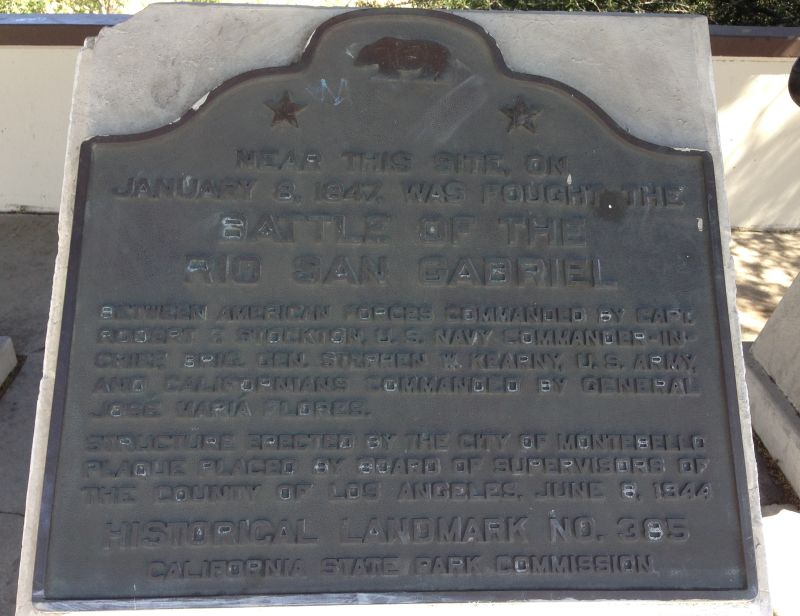 NEAR THIS SITE, ON
JANUARY 8, 1847, WAS FOUGHT THE
BATTLE OF THE
RIO SAN GABRIEL
BETWEEN AMERICAN FORCES COMMANDED BY CAPT.
ROBERT F. STOCKTON, U.S. NAVY COMMANDER-IN-
CHIEF, BRIG. GEN. STEPHEN W. KEARNY, U.S. ARMY,
AND CALIFORNIANS COMMANDED BY GENERAL
JOSÉ MARIÁ FLORES.
STRUCTURE ERECTED BY THE CITY OF MONTEBELLO
PLAQUE PLACED BY BOARD OF SUPERVISORS OF
THE COUNTY OF LOS ANGELES, JUNE 8, 1944
HISTORICAL LANDMARK NO. 385
CALIFORNIA STATE PARK COMMISSION